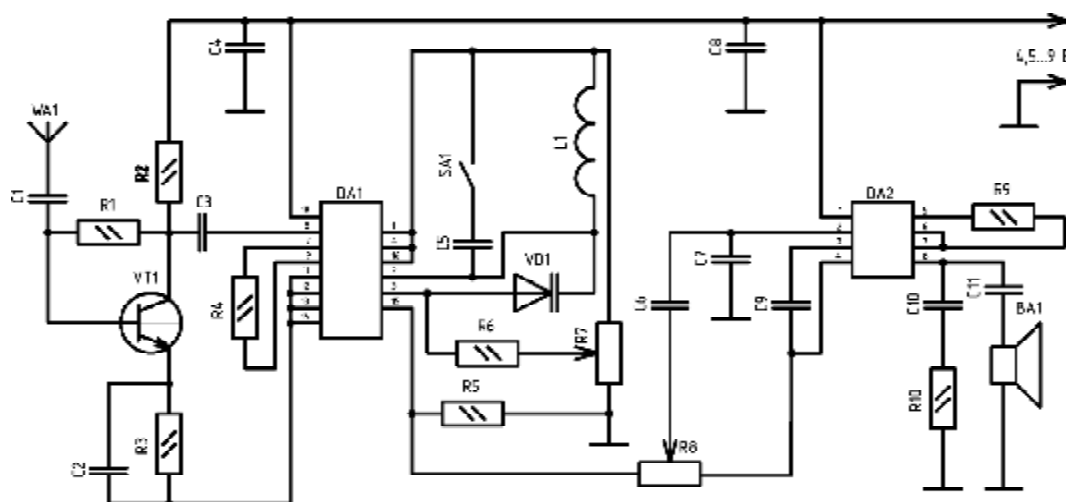 C4
C8
4,5...9 В
WA1
R2
C1
R1
C3
SA1
L1
DA1
DA2
R9
VT1
R4
C5
VD1
C6
C7
C9
C10
C11
BA1
R6
R7
R5
R3
C2
R8
R10